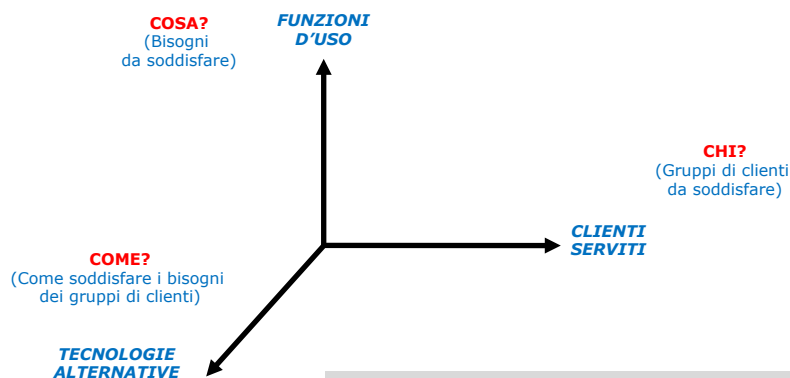 COSA?
(Bisogni
da soddisfare)
FUNZIONI
D'USO
CHI?
(Gruppi di clienti
da soddisfare)
CLIENTI
SERVITI
COME?
(Come soddisfare i bisogni
dei gruppi di clienti)
TECNOLOGIE
ALTERNATIVE